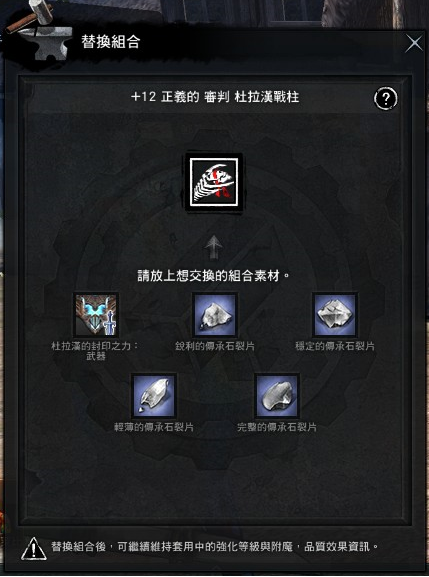 替換組合
+12 正義的 審判 杜拉漢戰柱
?
請放上想交換的組合素材。
杜拉漢的封印之力：
武器
銳利的傳承石裂片
穩定的傳承石裂片
輕薄的傳承石裂片
完整的傳承石裂片
替換組合後，可繼續維持套用中的強化等級與附魔，品質效果資訊。